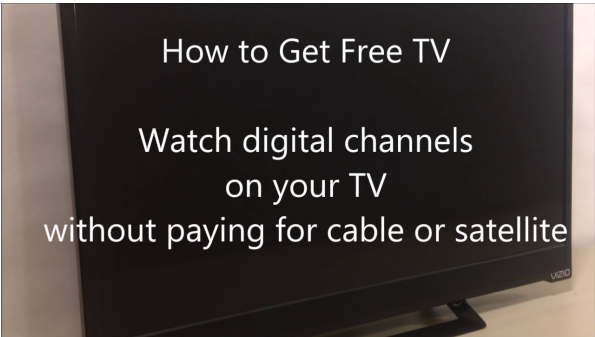 How to Get Free TV
Watch digital channels
on your TV
without paying for cable or satellite
VIZIO